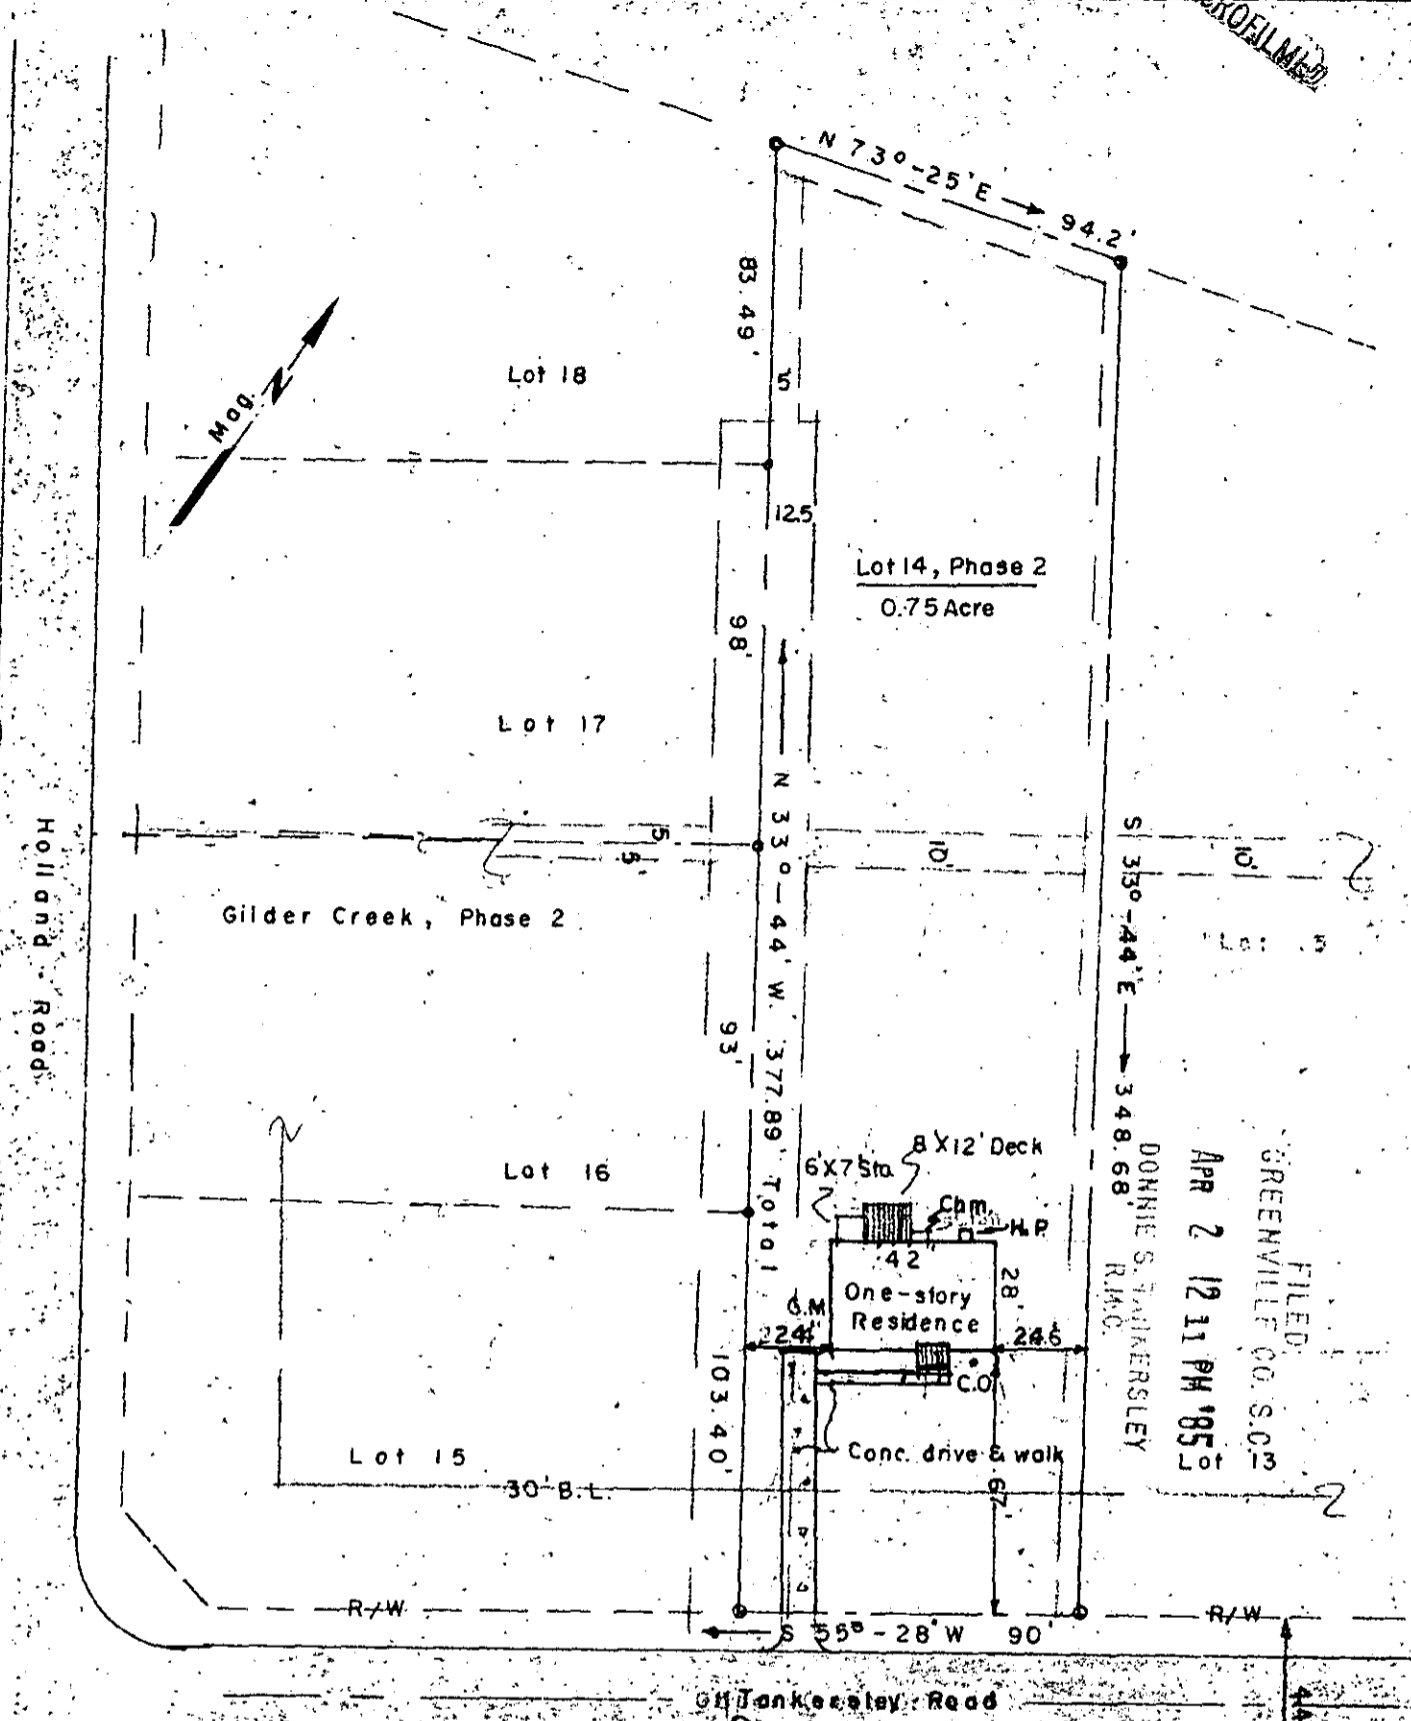 N 73°-25'E
94.2'
83.49'
Lot 18
5'
Mag. N
12.5
Lot 14, Phase 2
0.75 Acre
98'
Lot 17
N 33°-44' W. 377.89' Total
5'
5'
10'
10'
S 33°-44'E 348.68'
Gilder Creek, Phase 2
Holland Road
93'
Lot 16
6'X7' Sto.
8'X12' Deck
Chm.
H.P.
42'
28'
One-story
Residence
G.M.
24.6'
C.O.
103.40'
Lot 15
Conc. drive & walk
67'
30' B.L.
Lot 13
FILED
GREENVILLE CO. S.C.
APR 2 12 11 PM '85
DONNIE S. TANKERSLEY
R.M.C.
R/W
S 55°-28' W 90'
R/W
Tankersley Road